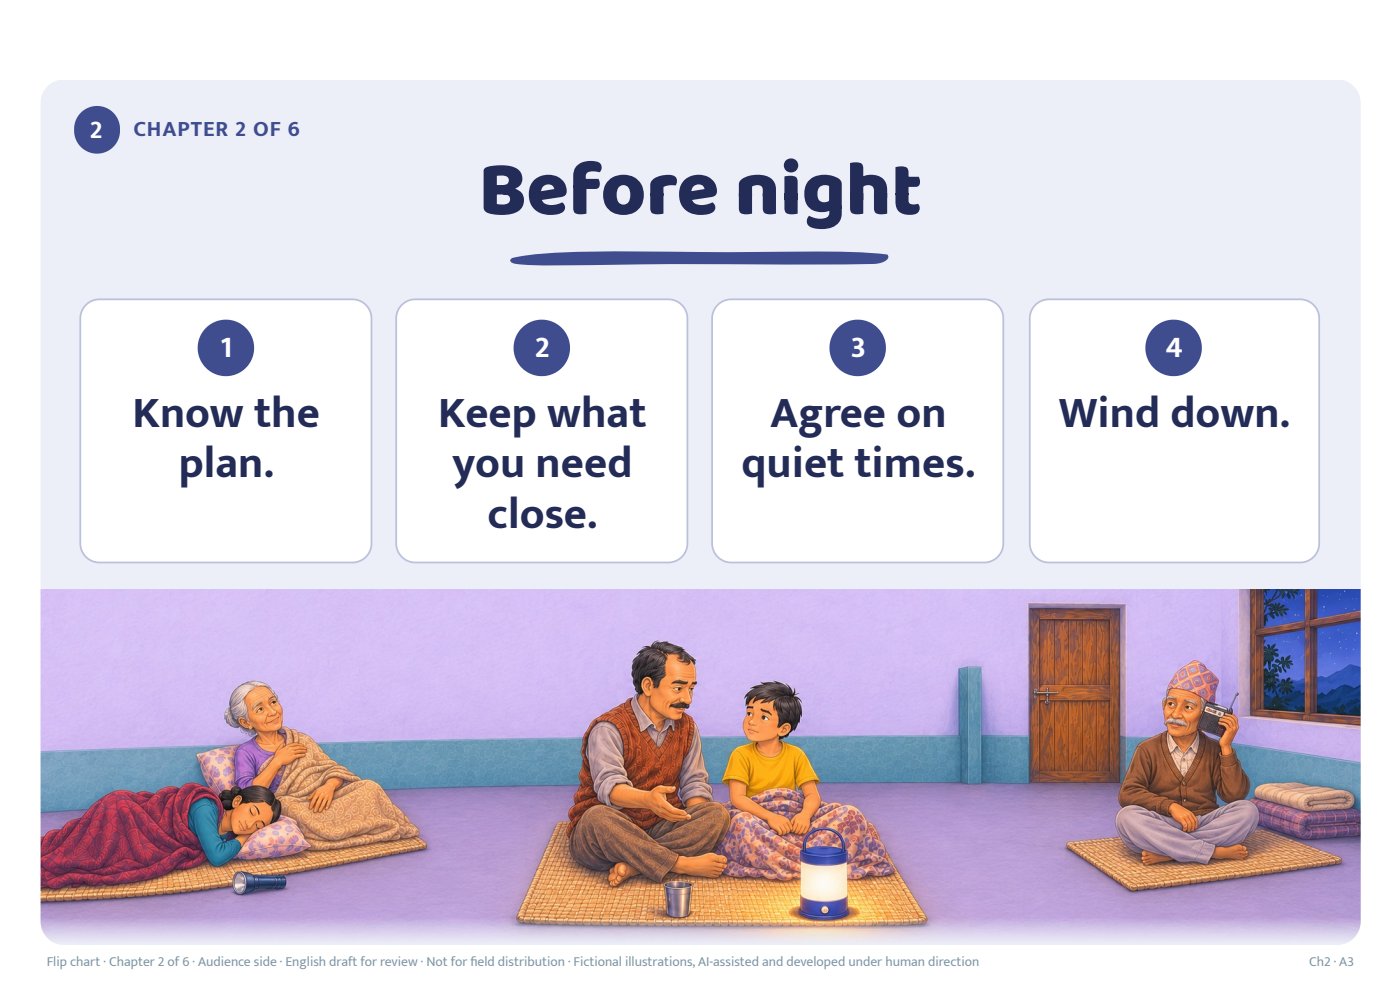 2 CHAPTER 2 OF 6
Before night
1
Know the
plan.
2
Keep what
you need
close.
3
Agree on
quiet times.
4
Wind down.
Flip chart · Chapter 2 of 6 · Audience side · English draft for review · Not for field distribution · Fictional illustrations, AI-assisted and developed under human direction
Ch2 · A3